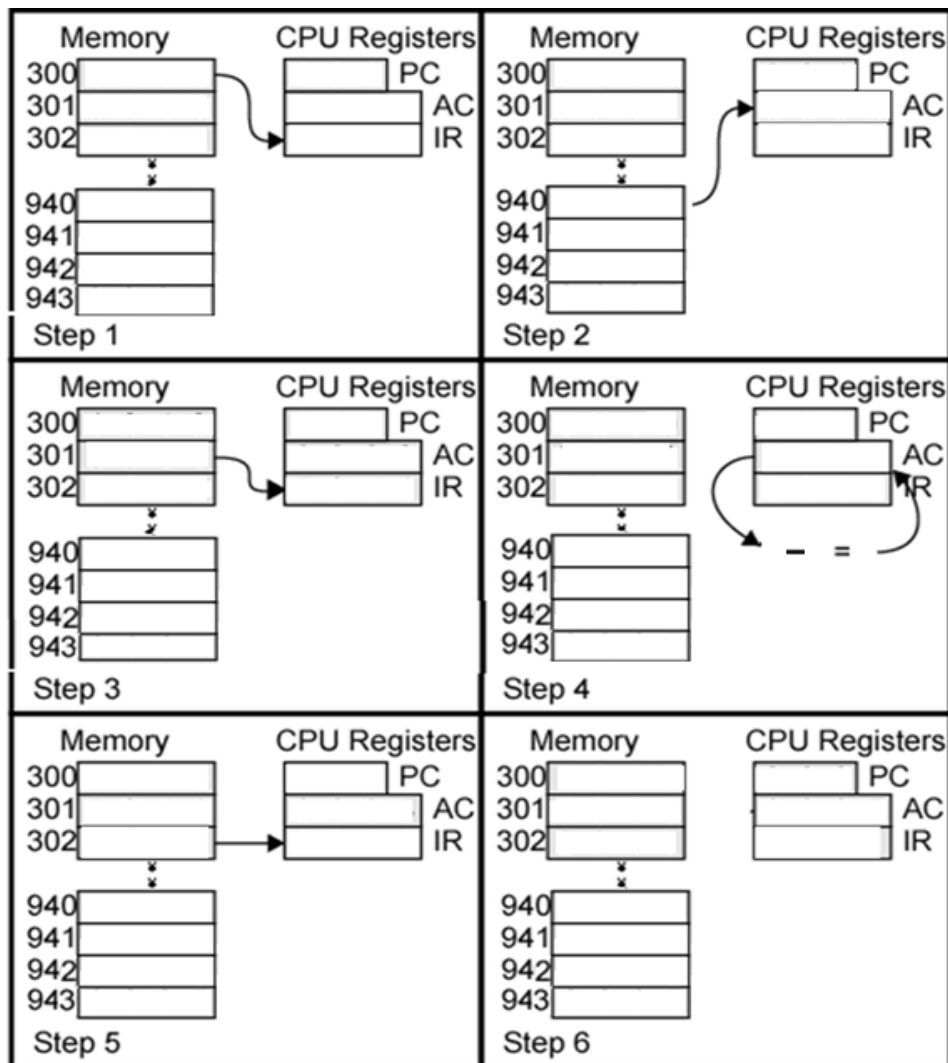 Memory CPU Registers
300 PC
301 AC
302 IR
940
941
942
943
Step 1
Memory CPU Registers
300 PC
301 AC
302 IR
940
941
942
943
Step 2
Memory CPU Registers
300 PC
301 AC
302 IR
940
941
942
943
Step 3
Memory CPU Registers
300 PC
301 AC
302 IR
940 - =
941
942
943
Step 4
Memory CPU Registers
300 PC
301 AC
302 IR
940
941
942
943
Step 5
Memory CPU Registers
300 PC
301 AC
302 IR
940
941
942
943
Step 6